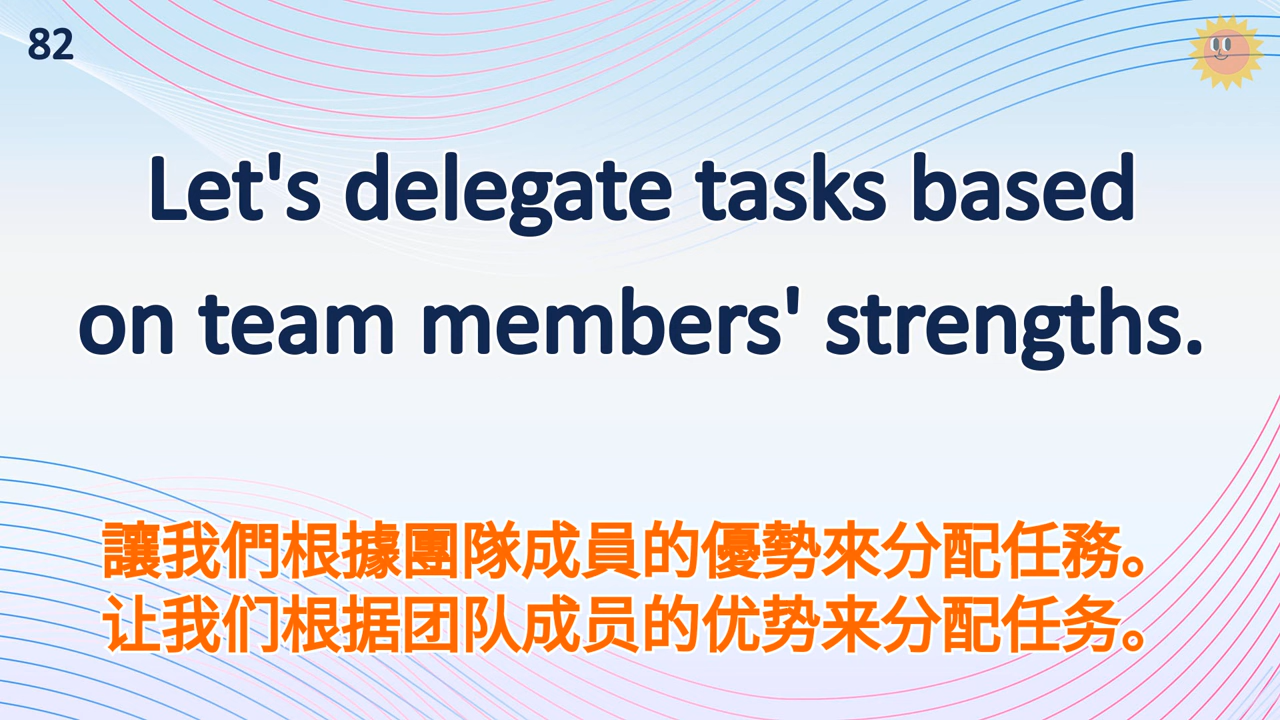 82
Let's delegate tasks based
on team members' strengths.
讓我們根據團隊成員的優勢來分配任務。
让我们根据团队成员的优势来分配任务。